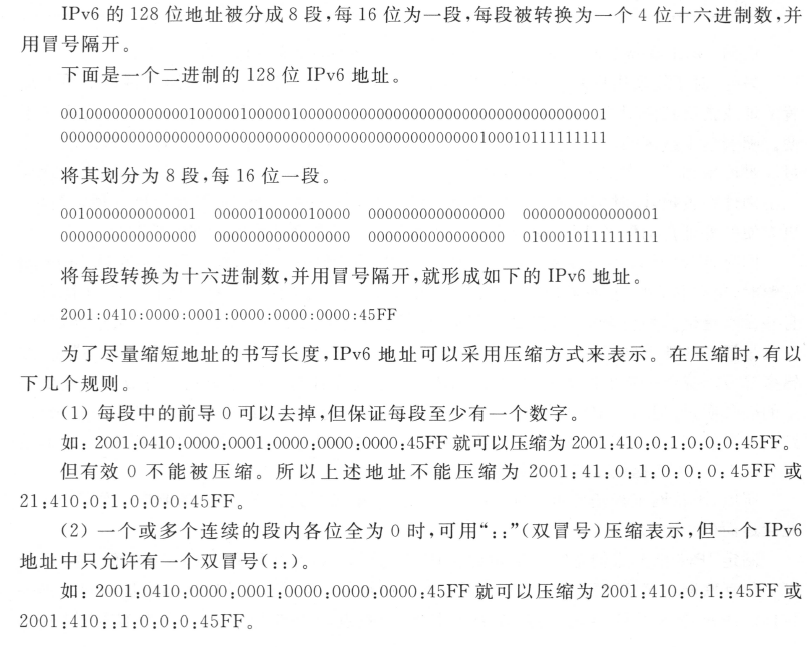 IPv6 的 128 位地址被分成 8 段,每 16 位为一段,每段被转换为一个 4 位十六进制数,并
用冒号隔开。
下面是一个二进制的 128 位 IPv6 地址。
0010000000000001000001000001000000000000000000000000000000000001
0000000000000000000000000000000000000000000000000100010111111111
将其划分为 8 段,每 16 位一段。
0010000000000001 0000010000010000 0000000000000000 0000000000000001
0000000000000000 0000000000000000 0000000000000000 0100010111111111
将每段转换为十六进制数,并用冒号隔开,就形成如下的 IPv6 地址。
2001:0410:0000:0001:0000:0000:0000:45FF
为了尽量缩短地址的书写长度,IPv6 地址可以采用压缩方式来表示。在压缩时,有以
下几个规则。
(1) 每段中的前导 0 可以去掉,但保证每段至少有一个数字。
如: 2001:0410:0000:0001:0000:0000:0000:45FF 就可以压缩为 2001:410:0:1:0:0:0:45FF。
但有效 0 不能被压缩。所以上述地址不能压缩为 2001:41:0:1:0:0:0:45FF 或
21:410:0:1:0:0:0:45FF。
(2) 一个或多个连续的段内各位全为 0 时,可用“::”(双冒号)压缩表示,但一个 IPv6
地址中只允许有一个双冒号(::)。
如: 2001:0410:0000:0001:0000:0000:0000:45FF 就可以压缩为 2001:410:0:1::45FF 或
2001:410::1:0:0:0:45FF。